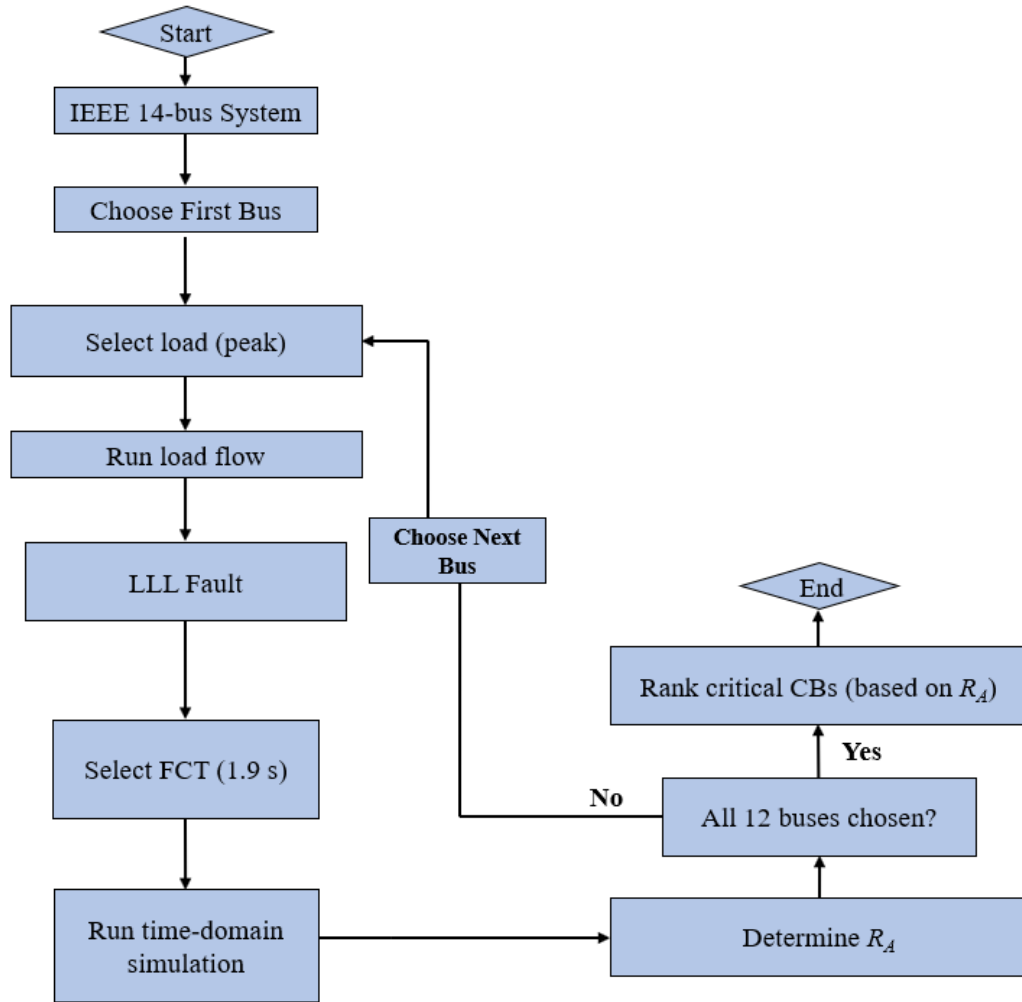 Start
IEEE 14-bus System
Choose First Bus
Select load (peak)
Run load flow
LLL Fault
Select FCT (1.9 s)
Run time-domain
simulation
Determine R_A
All 12 buses chosen?
No
Choose Next
Bus
Yes
Rank critical CBs (based on R_A)
End